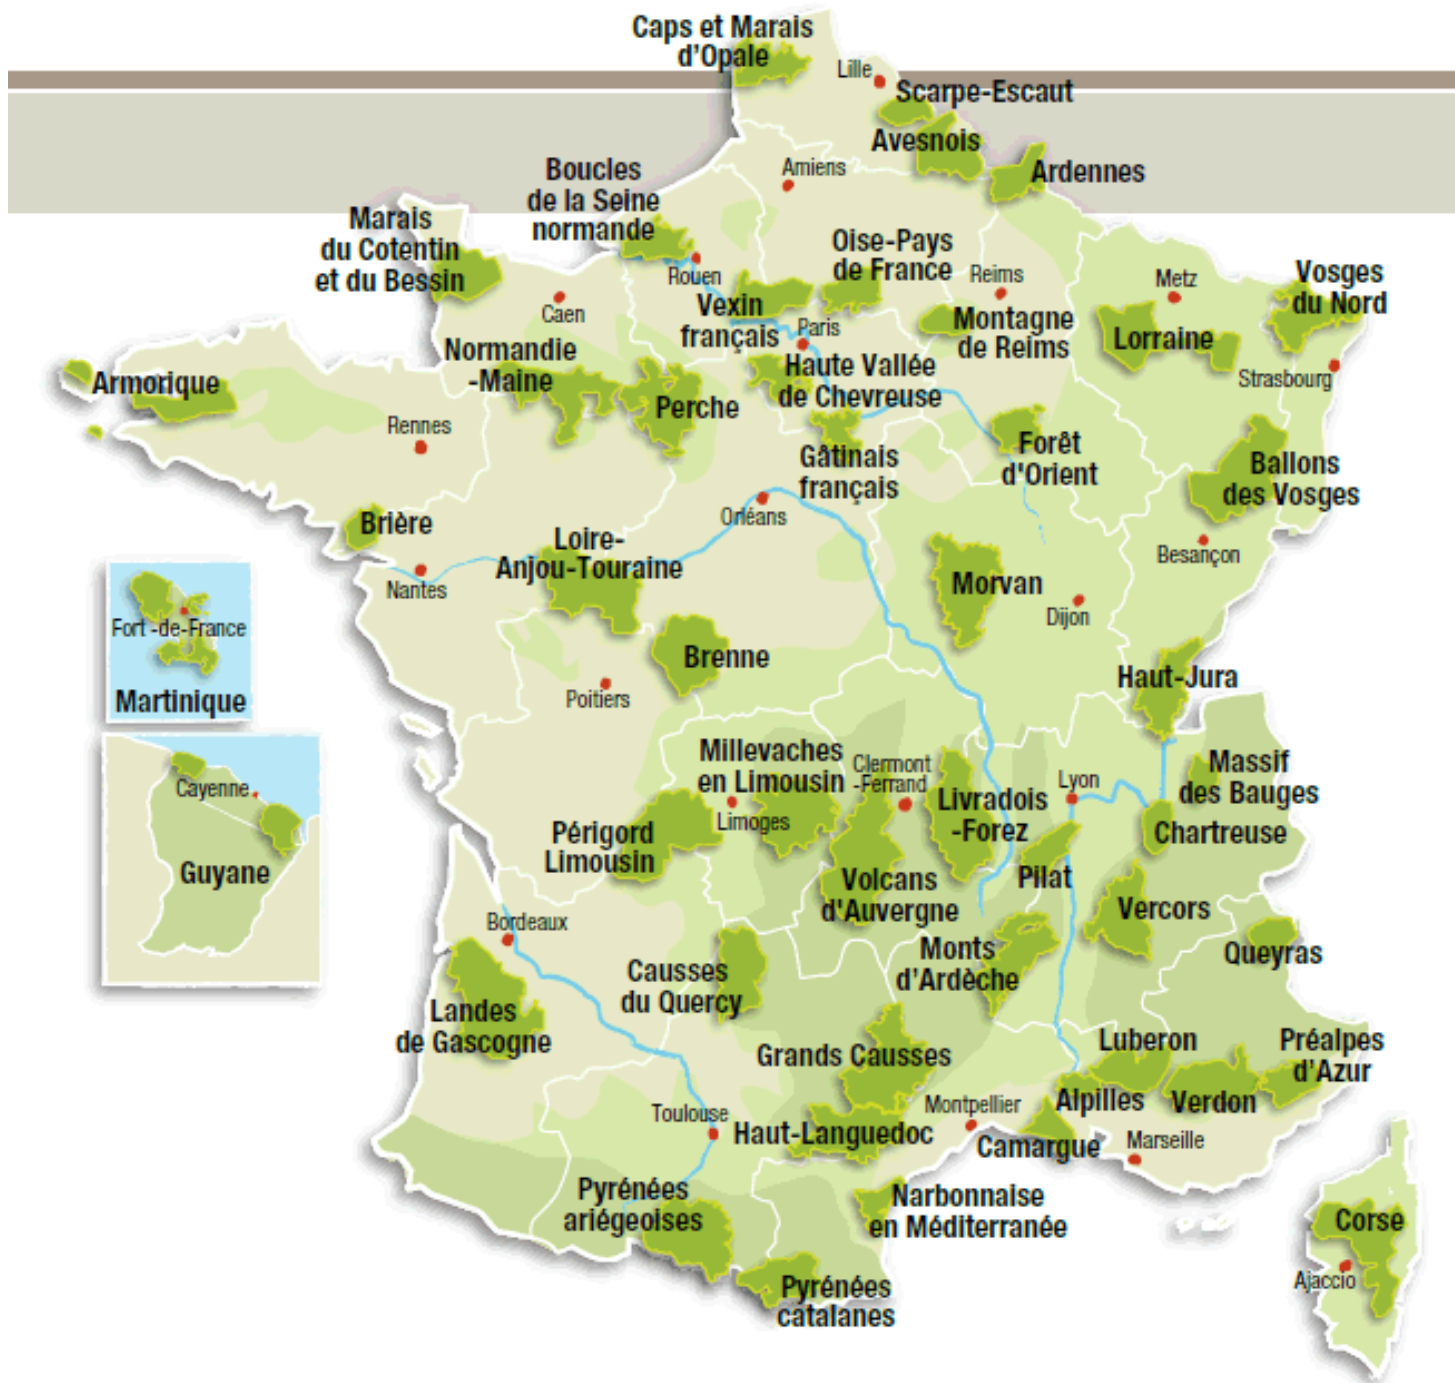 Caps et Marais
d'Opale
Lille
Scarpe-Escaut
Avesnois
Ardennes
Amiens
Boucles
de la Seine
normande
Marais
du Cotentin
et du Bessin
Oise-Pays
de France
Rouen
Reims
Metz
Vosges
du Nord
Caen
Vexin
français
Paris
Montagne
de Reims
Lorraine
Strasbourg
Normandie
-Maine
Haute Vallée
de Chevreuse
Armorique
Perche
Rennes
Gâtinais
français
Forêt
d'Orient
Ballons
des Vosges
Orléans
Brière
Loire-
Anjou-Touraine
Besançon
Nantes
Morvan
Dijon
Fort -de-France
Martinique
Brenne
Poitiers
Haut-Jura
Millevaches
en Limousin
Clermont
-Ferrand
Lyon
Massif
des Bauges
Cayenne
Guyane
Limoges
Livradois
-Forez
Chartreuse
Périgord
Limousin
Volcans
d'Auvergne
Pilat
Vercors
Bordeaux
Monts
d'Ardèche
Queyras
Causses
du Quercy
Landes
de Gascogne
Grands Causses
Luberon
Préalpes
d'Azur
Toulouse
Haut-Languedoc
Montpellier
Alpilles
Verdon
Camargue
Marseille
Pyrénées
ariégeoises
Narbonnaise
en Méditerranée
Corse
Ajaccio
Pyrénées
catalanes